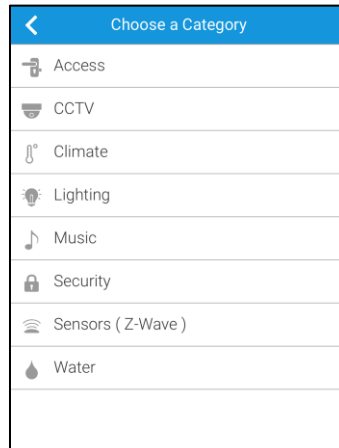 Choose a Category
Access
CCTV
Climate
Lighting
Music
Security
Sensors ( Z-Wave )
Water